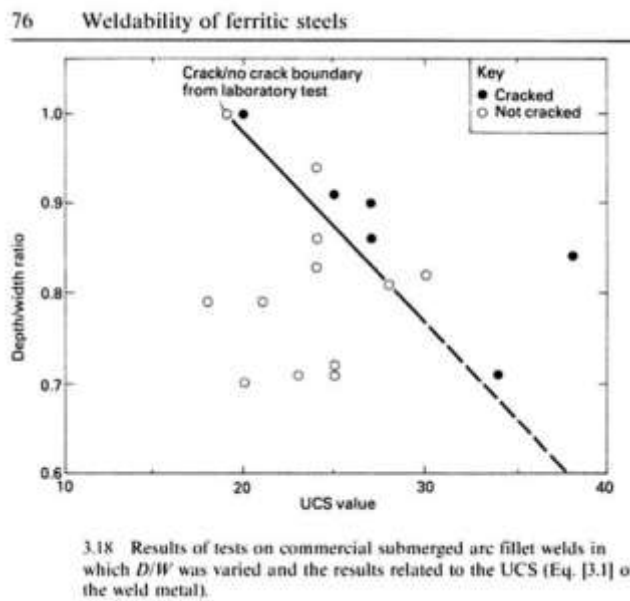 76 Weldability of ferritic steels
Crack/no crack boundary
from laboratory test
Key
● Cracked
○ Not cracked
1.0
0.9
0.8
0.7
0.6
Depth/width ratio
10 20 30 40
UCS value
3.18 Results of tests on commercial submerged arc fillet welds in
which D/W was varied and the results related to the UCS (Eq. [3.1] o
the weld metal).